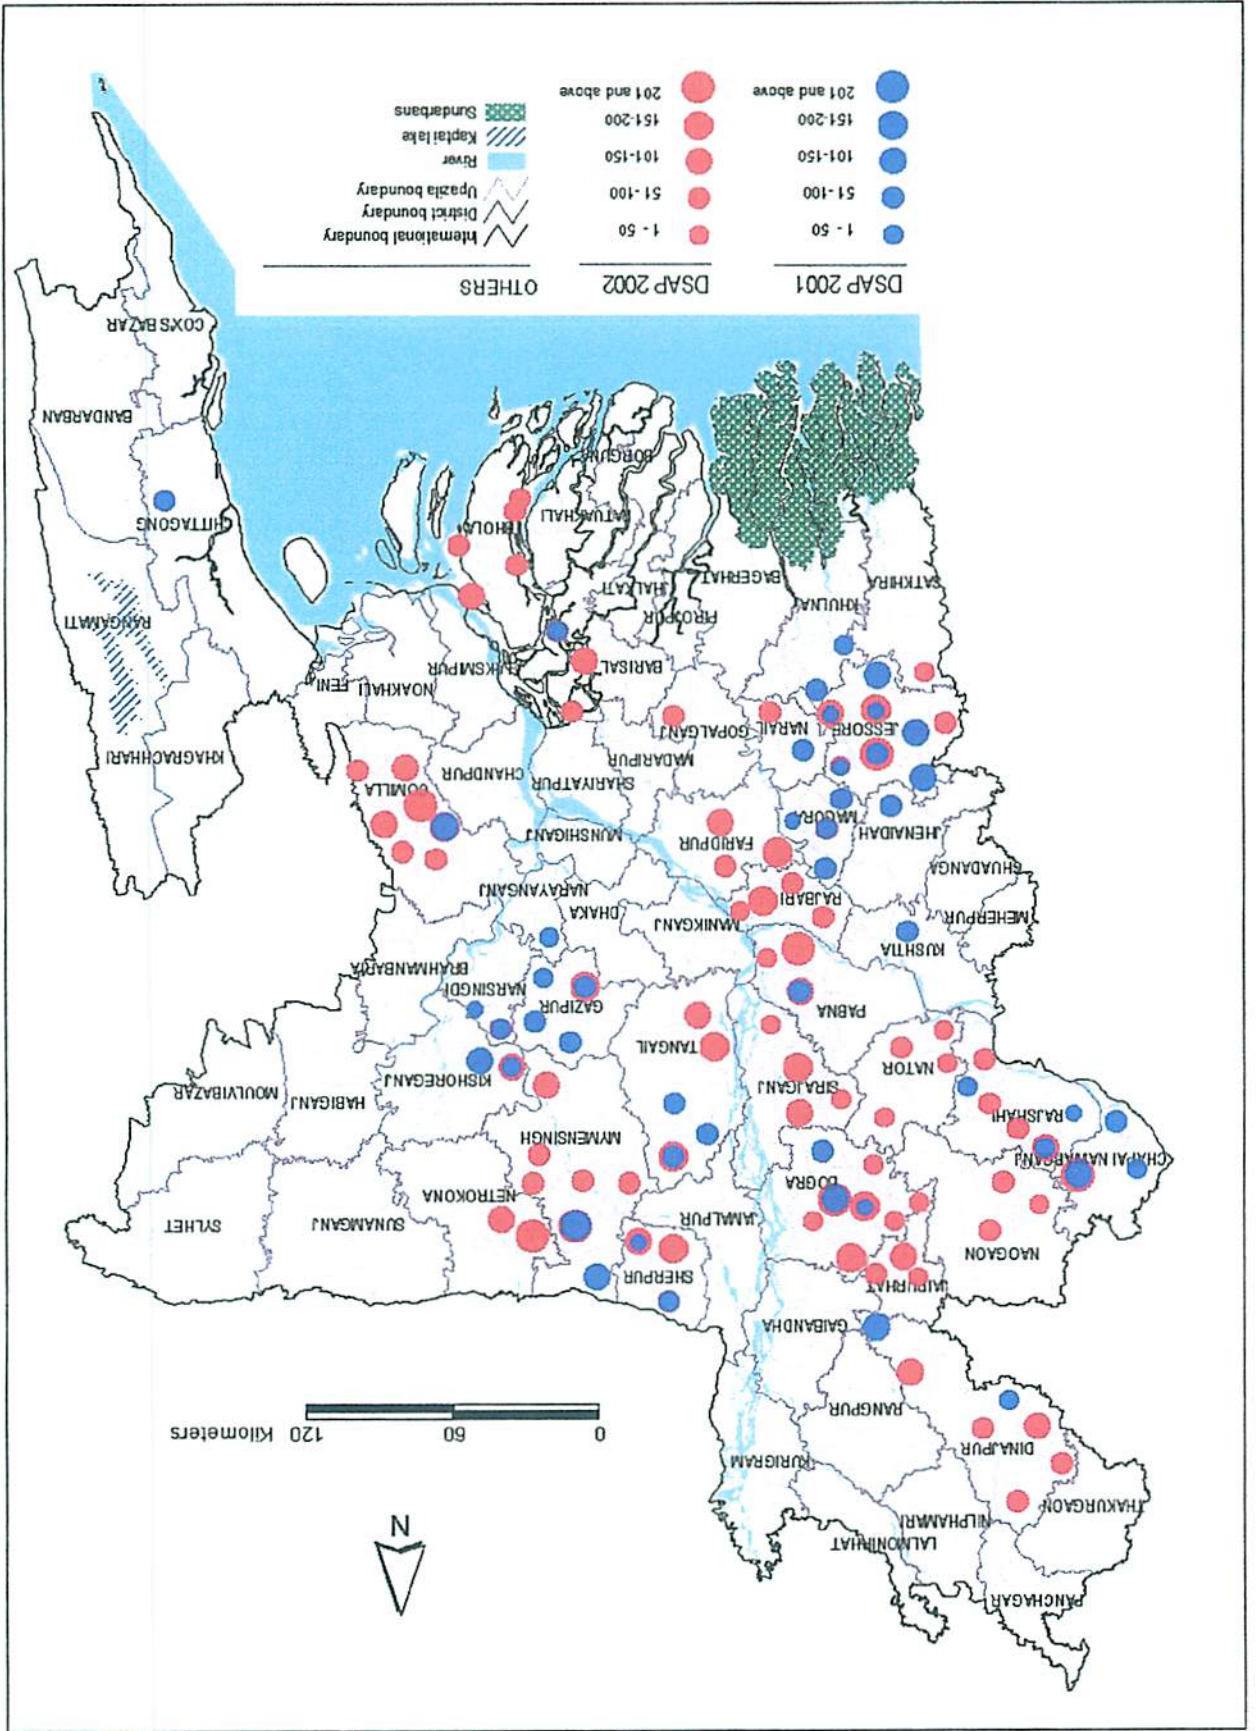 PANCHAGAR
N
LALMONIRHAT
NILPHAMARI
THAKURGAON
KURIGRAM
DINAJPUR
0 60 120 Kilometers
RANGPUR
GAIBANDHA
JAIPURHAT
SHERPUR
NAOGAON
JAMALPUR
SUNAMGANJ
SYLHET
NETROKONA
BOGRA
CHAPAI NAWABGANJ
MYMENSINGH
RAJSHAHI
HABIGANJ
MOULVIBAZAR
SIRAJGANJ
KISHOREGANJ
NATOR
TANGAIL
PABNA
GAZIPUR
NARSINGDI
BRAHMANBARIA
KUSHTIA
MEHERPUR
MANIKGANJ
DHAKA
RAJBARI
NARAYANGANJ
CHUADANGA
FARIDPUR
MUNSHIGANJ
JHENAIDAH
MAGURA
COMILLA
SHARIYATPUR
CHANDPUR
MADARIPUR
KHAGRACHHARI
JESSORE
NARAIL
GOPALGANJ
NOAKHALI
FENI
BARISAL
LUKSMIPUR
PIROJPUR
RANGAMATI
KHULNA
JHALKATI
SATKHIRA
BAGERHAT
BHOLA
CHITTAGONG
PATUAKHALI
BORGUNA
BANDARBAN
COX'S BAZAR
DSAP 2001
1 - 50
51-100
101-150
151-200
201 and above
DSAP 2002
1 - 50
51-100
101-150
151-200
201 and above
OTHERS
International boundary
District boundary
Upazila boundary
River
Kaptai lake
Sundarbans